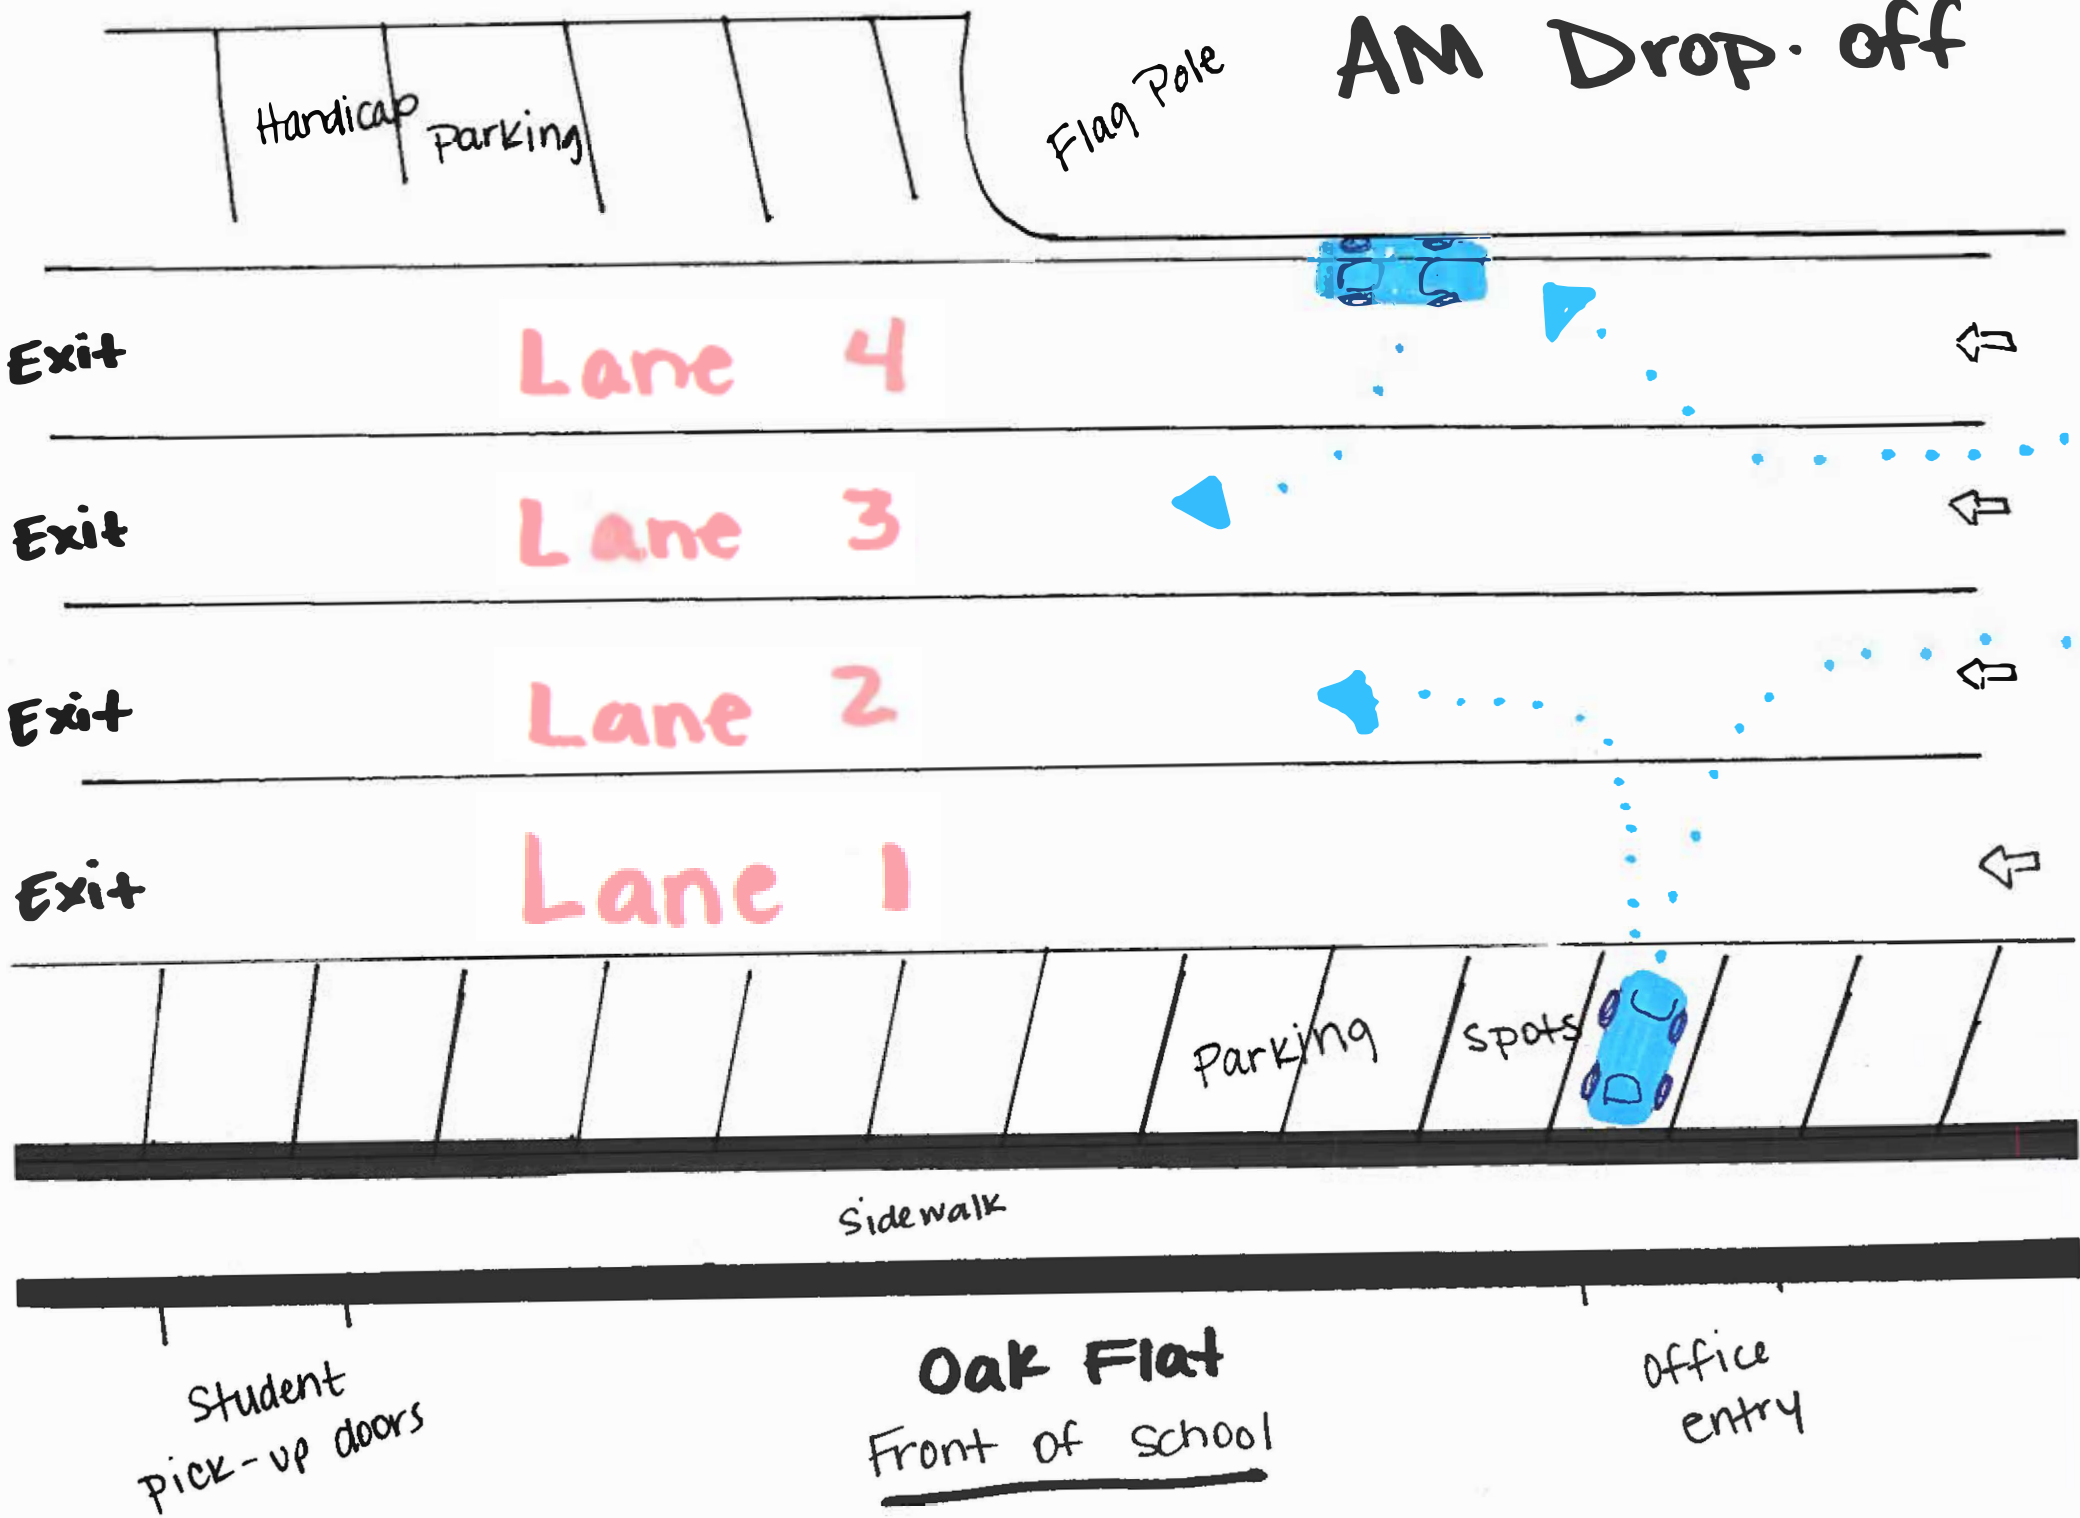 AM Drop. off
Flag Pole
Handicap
Parking
Exit
Lane 4
Exit
Lane 3
Exit
Lane 2
Exit
Lane 1
Parking spots
Sidewalk
Student
pick-up doors
Oak Flat
Front of school
office
entry